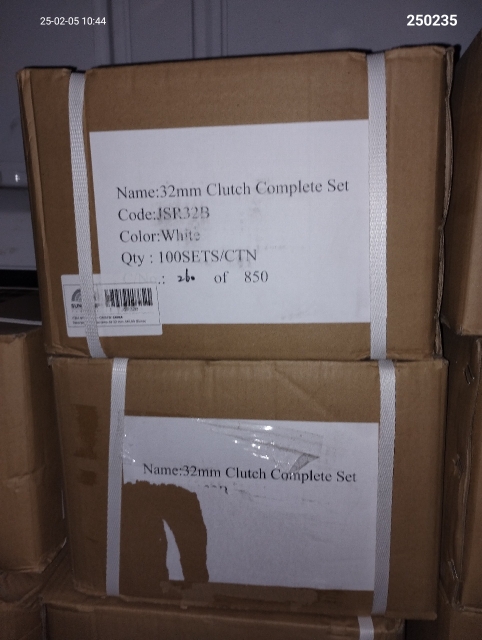 25-02-05 10:44
250235
Name:32mm Clutch Complete Set
Code:JSR32B
Color:White
Qty : 100SETS/CTN
.: 260 of 850
Name:32mm Clutch Complete Set